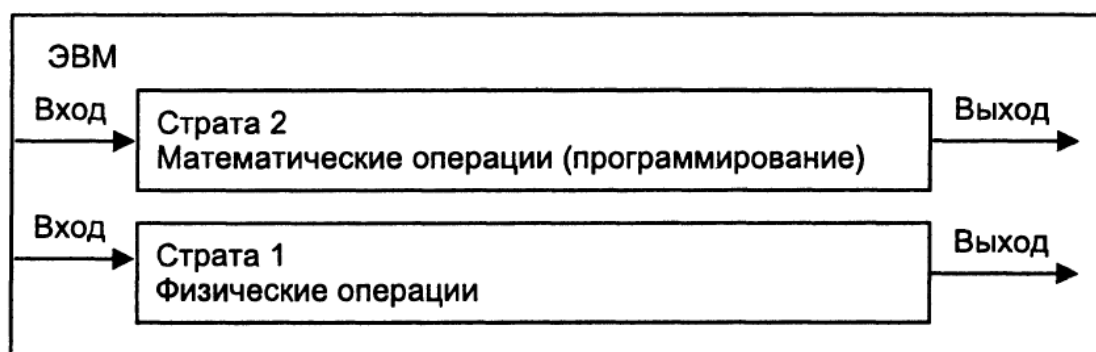 ЭВМ
Вход
Страта 2
Математические операции (программирование)
Выход
Вход
Страта 1
Физические операции
Выход